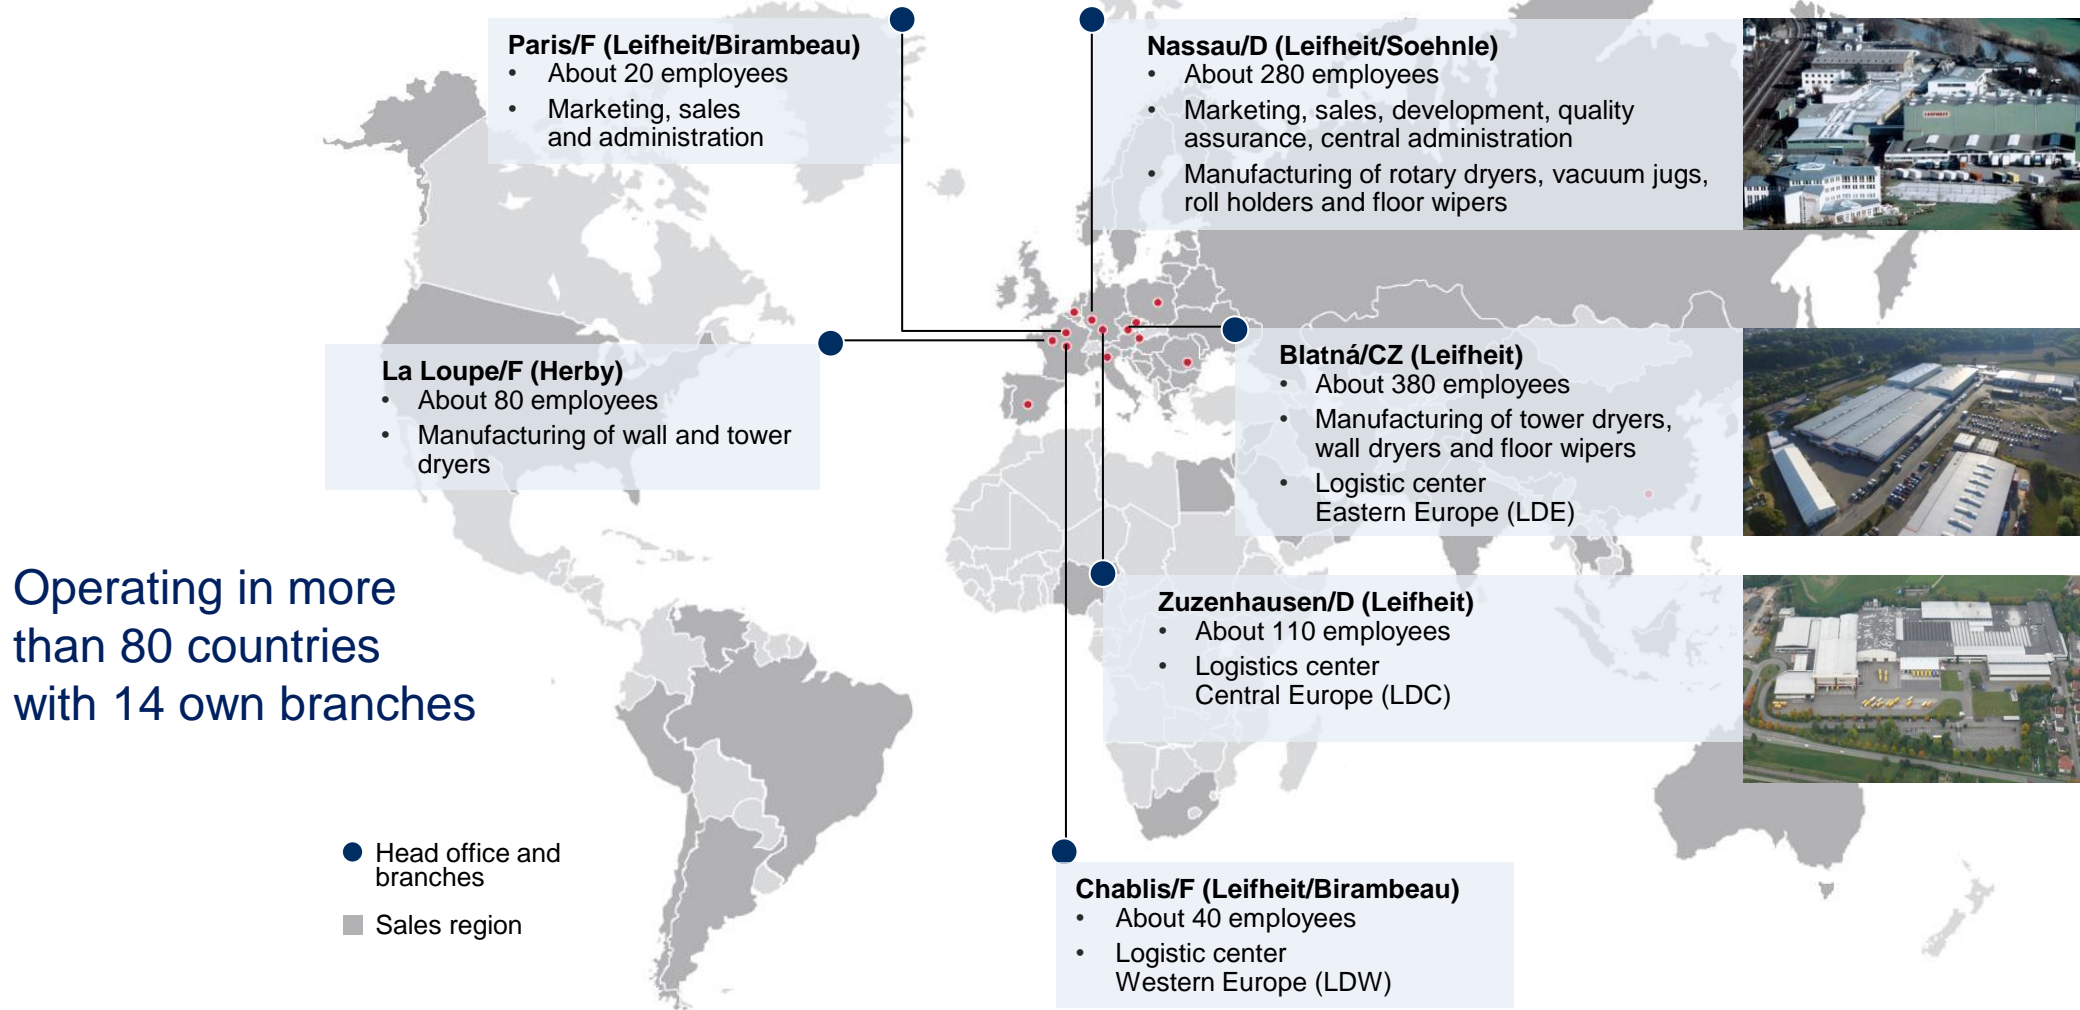 Paris/F (Leifheit/Birambeau)
• About 20 employees
• Marketing, sales
and administration
Nassau/D (Leifheit/Soehnle)
• About 280 employees
• Marketing, sales, development, quality
assurance, central administration
• Manufacturing of rotary dryers, vacuum jugs,
roll holders and floor wipers
LEIFHEIT
La Loupe/F (Herby)
• About 80 employees
• Manufacturing of wall and tower
dryers
Blatná/CZ (Leifheit)
• About 380 employees
• Manufacturing of tower dryers,
wall dryers and floor wipers
• Logistic center
Eastern Europe (LDE)
Operating in more
than 80 countries
with 14 own branches
Zuzenhausen/D (Leifheit)
• About 110 employees
• Logistics center
Central Europe (LDC)
Head office and
branches
Sales region
Chablis/F (Leifheit/Birambeau)
• About 40 employees
• Logistic center
Western Europe (LDW)